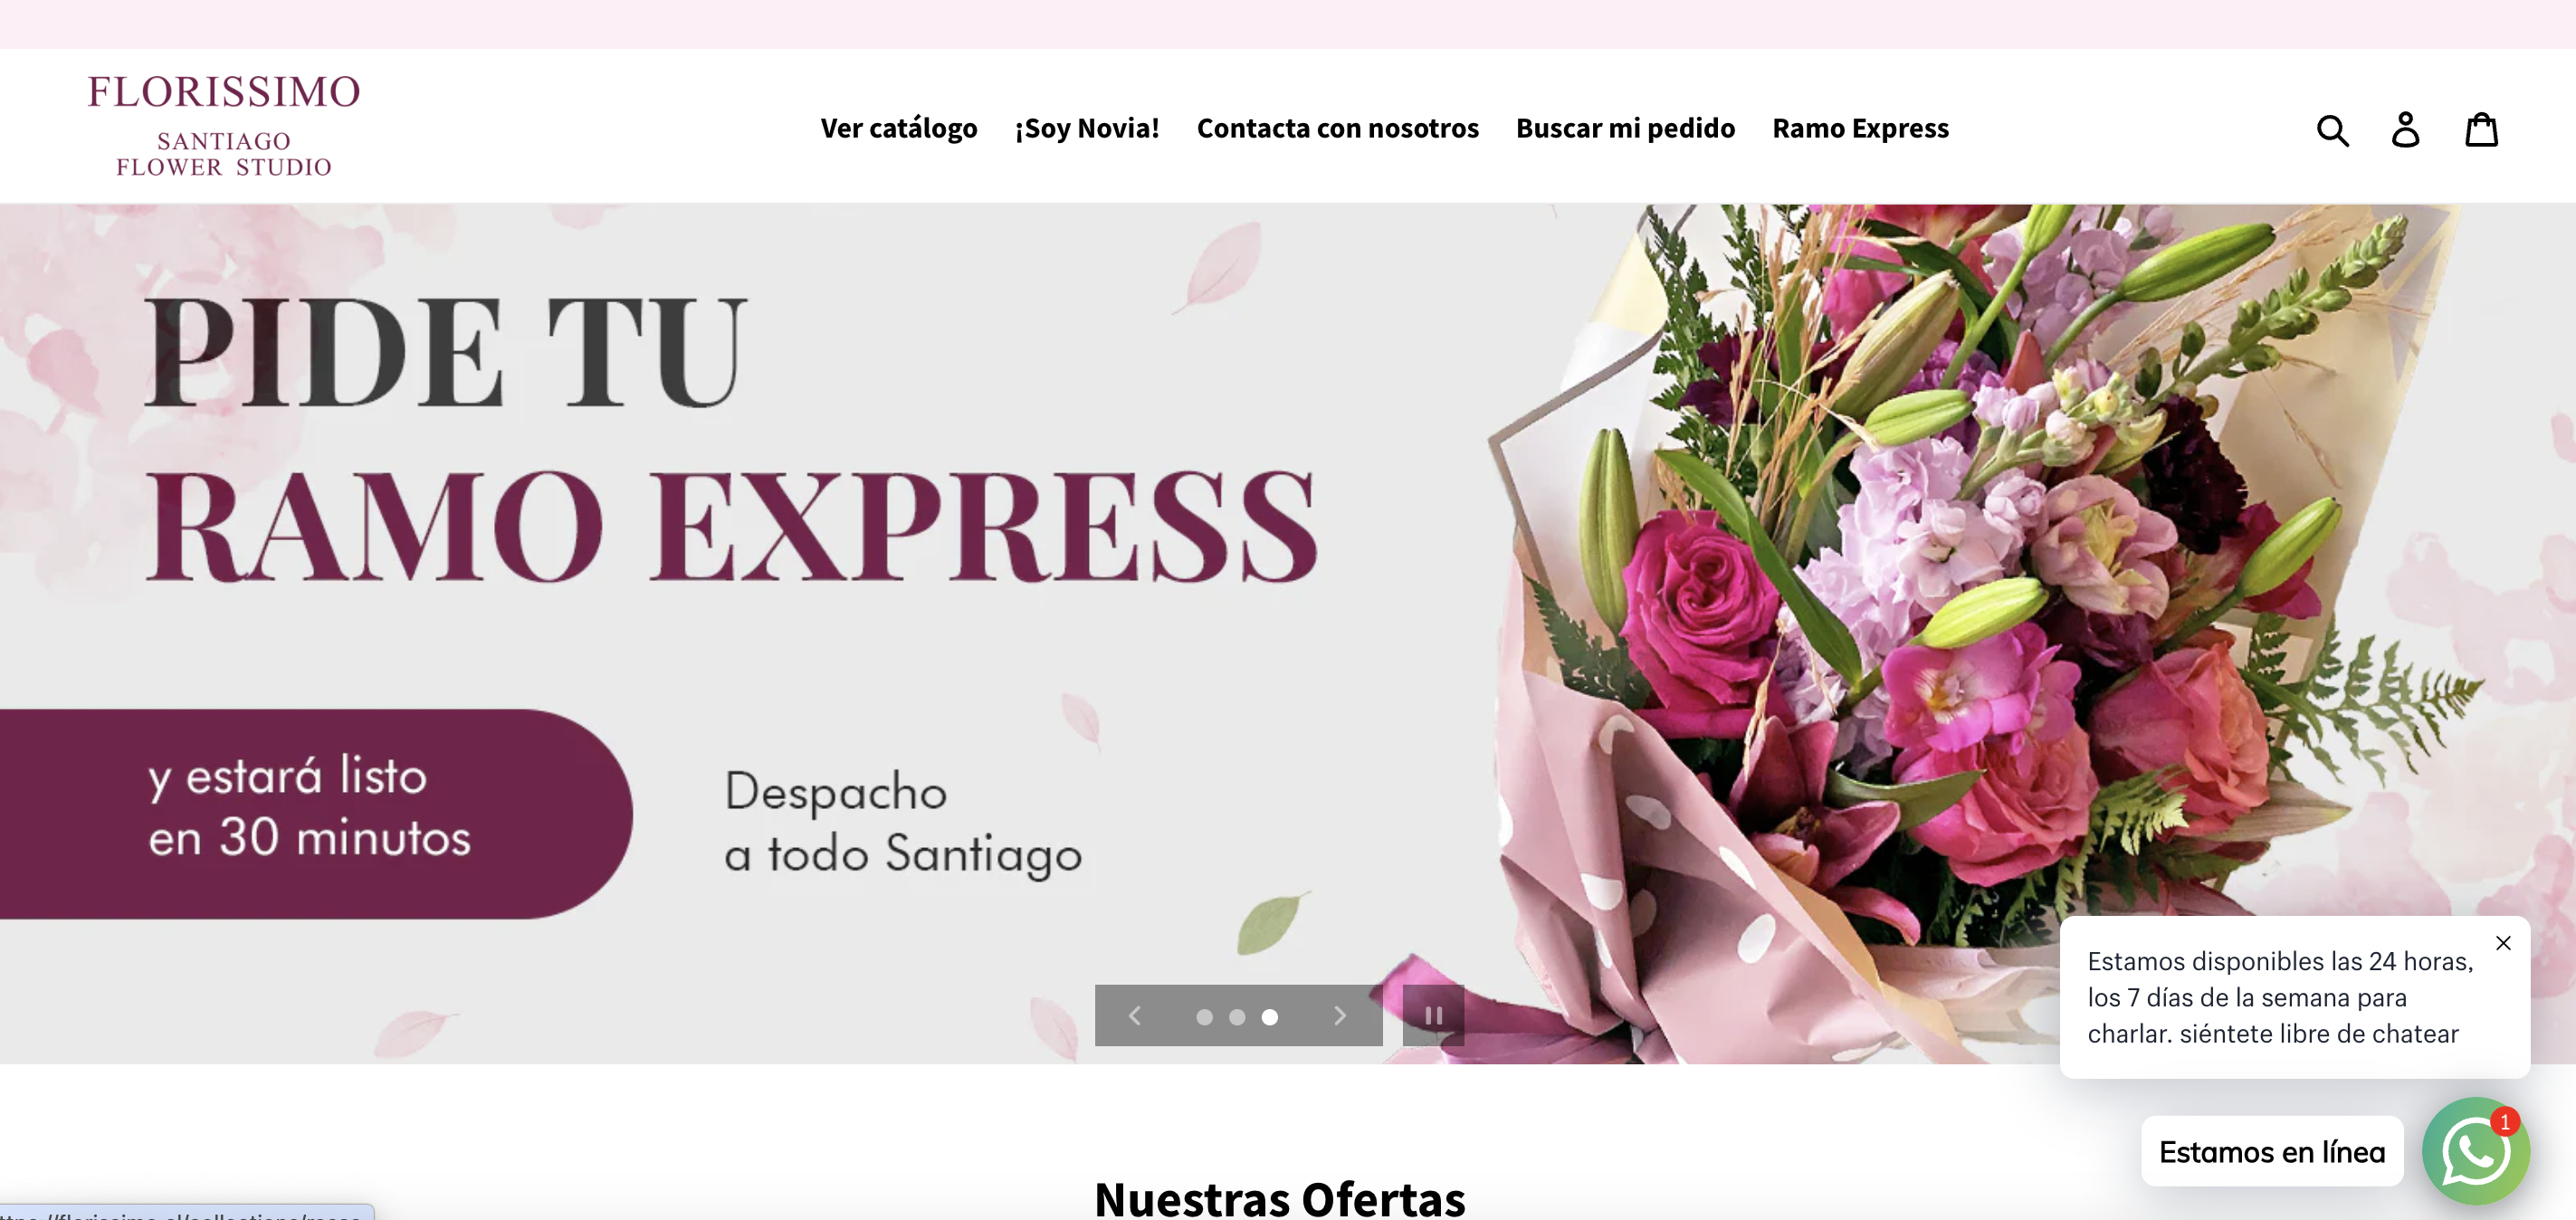 FLORISSIMO
SANTIAGO
FLOWER STUDIO
Ver catálogo
¡Soy Novia!
Contacta con nosotros
Buscar mi pedido
Ramo Express
PIDE TU
RAMO EXPRESS
y estará listo
en 30 minutos
Despacho
a todo Santiago
Estamos disponibles las 24 horas,
los 7 días de la semana para
charlar. siéntete libre de chatear
1
Estamos en línea
Nuestras Ofertas